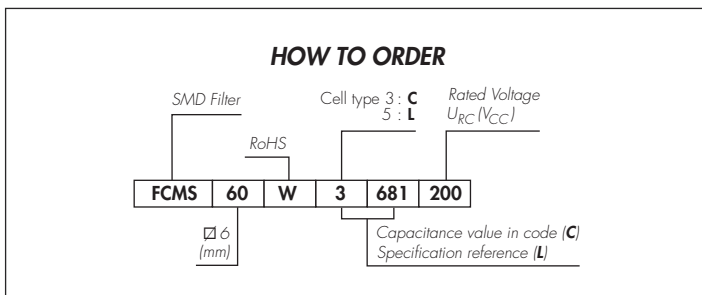 HOW TO ORDER
SMD Filter
Cell type 3 : C
5 : L
Rated Voltage
URC (VCC)
RoHS
FCMS 60 W 3 681 200
6
(mm)
Capacitance value in code (C)
Specification reference (L)